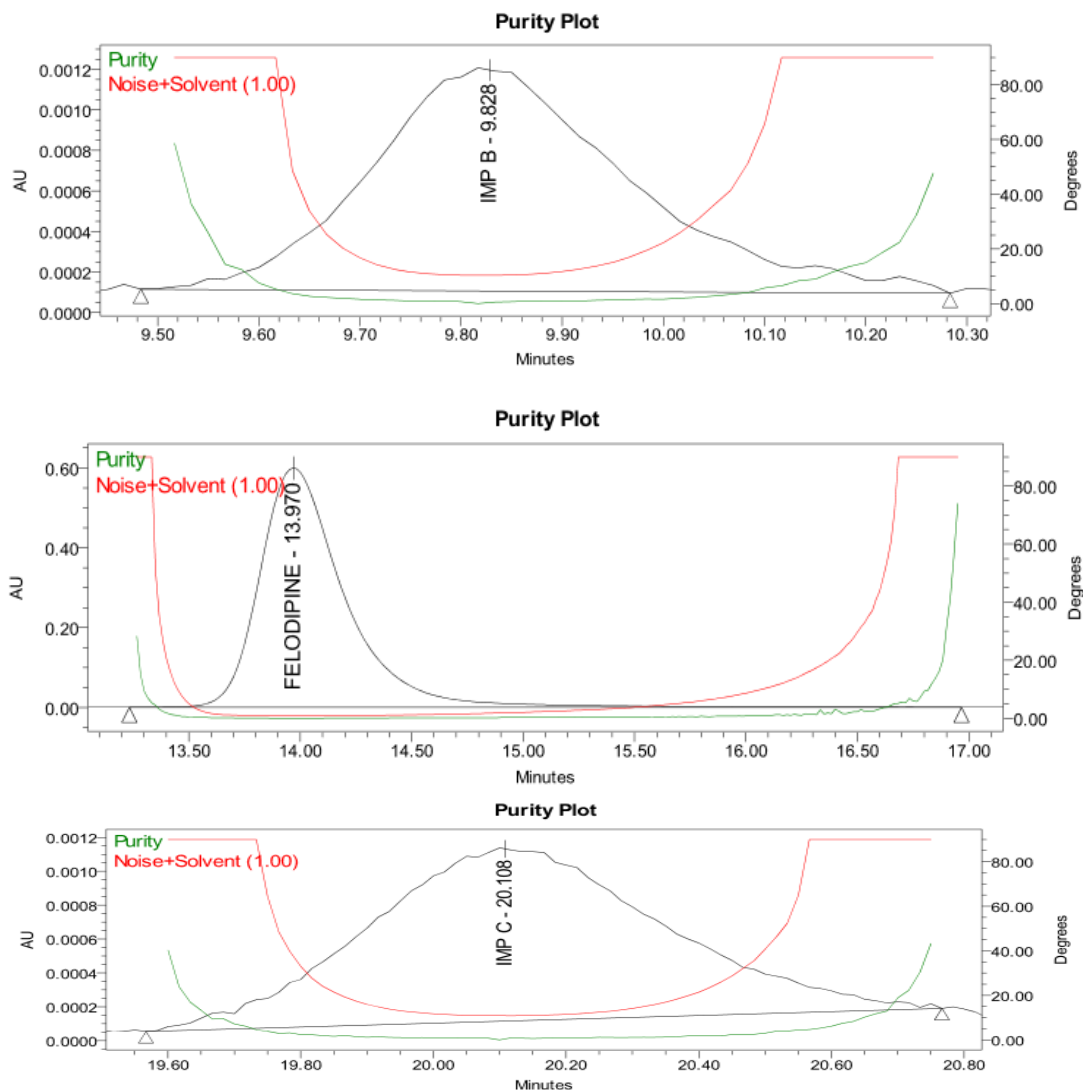 Purity Plot
Purity
Noise+Solvent (1.00)
0.0012
0.0010
0.0008
0.0006
0.0004
0.0002
0.0000
AU
IMP B - 9.828
80.00
60.00
40.00
20.00
0.00
Degrees
9.50 9.60 9.70 9.80 9.90 10.00 10.10 10.20 10.30
Minutes
Purity Plot
Purity
Noise+Solvent (1.00)
0.60
0.40
0.20
0.00
AU
FELODIPINE - 13.970
80.00
60.00
40.00
20.00
0.00
Degrees
13.50 14.00 14.50 15.00 15.50 16.00 16.50 17.00
Minutes
Purity Plot
Purity
Noise+Solvent (1.00)
0.0012
0.0010
0.0008
0.0006
0.0004
0.0002
0.0000
AU
IMP C - 20.108
80.00
60.00
40.00
20.00
0.00
Degrees
19.60 19.80 20.00 20.20 20.40 20.60 20.80
Minutes